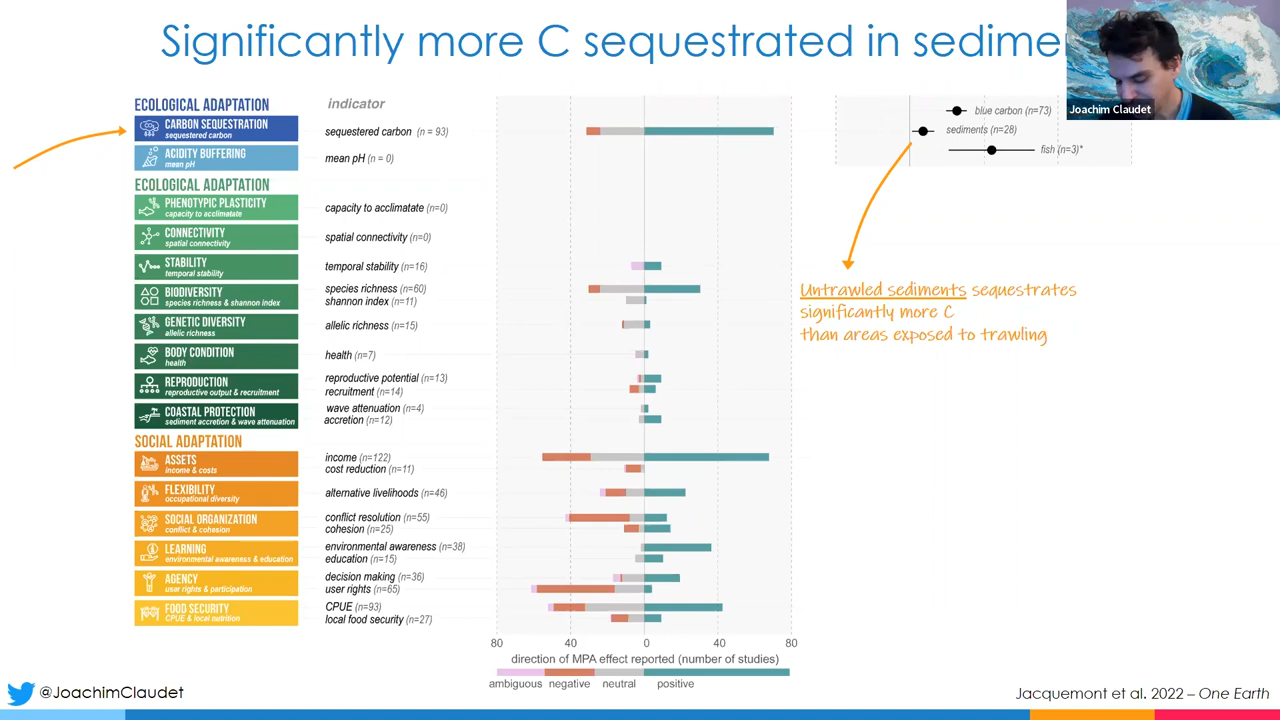 Significantly more C sequestrated in sedime
Joachim Claudet
ECOLOGICAL ADAPTATION
indicator
CARBON SEQUESTRATION
sequestered carbon
sequestered carbon (n = 93)
ACIDITY BUFFERING
mean pH
mean pH (n = 0)
blue carbon (n=73)
sediments (n=28)
fish (n=3)*
ECOLOGICAL ADAPTATION
PHENOTYPIC PLASTICITY
capacity to acclimatate
capacity to acclimatate (n=0)
CONNECTIVITY
spatial connectivity
spatial connectivity (n=0)
STABILITY
temporal stability
temporal stability (n=16)
BIODIVERSITY
species richness & shannon index
species richness (n=60)
shannon index (n=11)
GENETIC DIVERSITY
allelic richness
allelic richness (n=15)
BODY CONDITION
health
health (n=7)
REPRODUCTION
reproductive output & recruitment
reproductive potential (n=13)
recruitment (n=14)
COASTAL PROTECTION
sediment accretion & wave attenuation
wave attenuation (n=4)
accretion (n=12)
Untrawled sediments sequestrates
significantly more C
than areas exposed to trawling
SOCIAL ADAPTATION
ASSETS
income & costs
income (n=122)
cost reduction (n=11)
FLEXIBILITY
occupational diversity
alternative livelihoods (n=46)
SOCIAL ORGANIZATION
conflict & cohesion
conflict resolution (n=55)
cohesion (n=25)
LEARNING
environmental awareness & education
environmental awareness (n=38)
education (n=15)
AGENCY
user rights & participation
decision making (n=36)
user rights (n=65)
FOOD SECURITY
CPUE & local nutrition
CPUE (n=93)
local food security (n=27)
80 40 0 40 80
direction of MPA effect reported (number of studies)
ambiguous negative neutral positive
@JoachimClaudet
Jacquemont et al. 2022 – One Earth